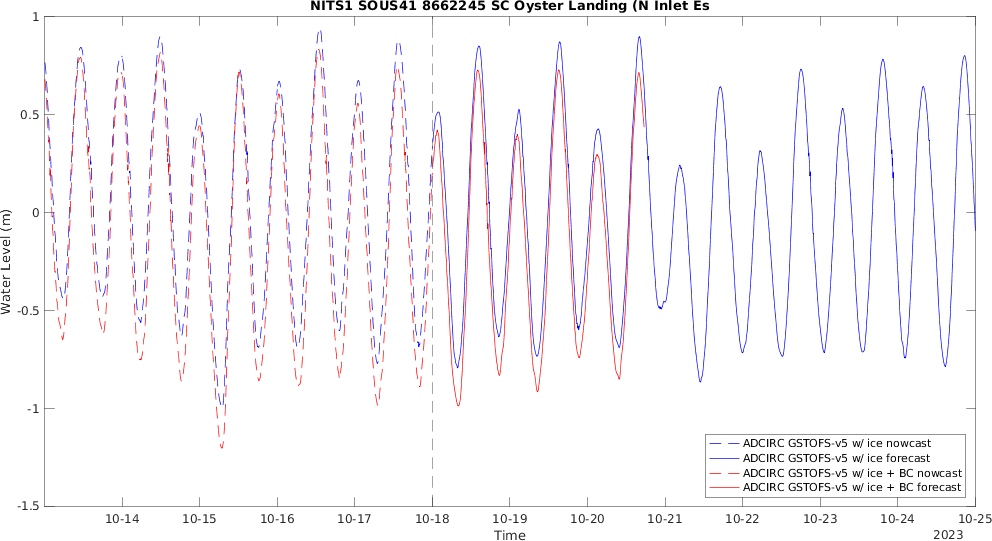 NITS1 SOUS41 8662245 SC Oyster Landing (N Inlet Es
Water Level (m)
1
0.5
0
-0.5
-1
-1.5
ADCIRC GSTOFS-v5 w/ ice nowcast
ADCIRC GSTOFS-v5 w/ ice forecast
ADCIRC GSTOFS-v5 w/ ice + BC nowcast
ADCIRC GSTOFS-v5 w/ ice + BC forecast
10-14 10-15 10-16 10-17 10-18 10-19 10-20 10-21 10-22 10-23 10-24 10-25
Time
2023